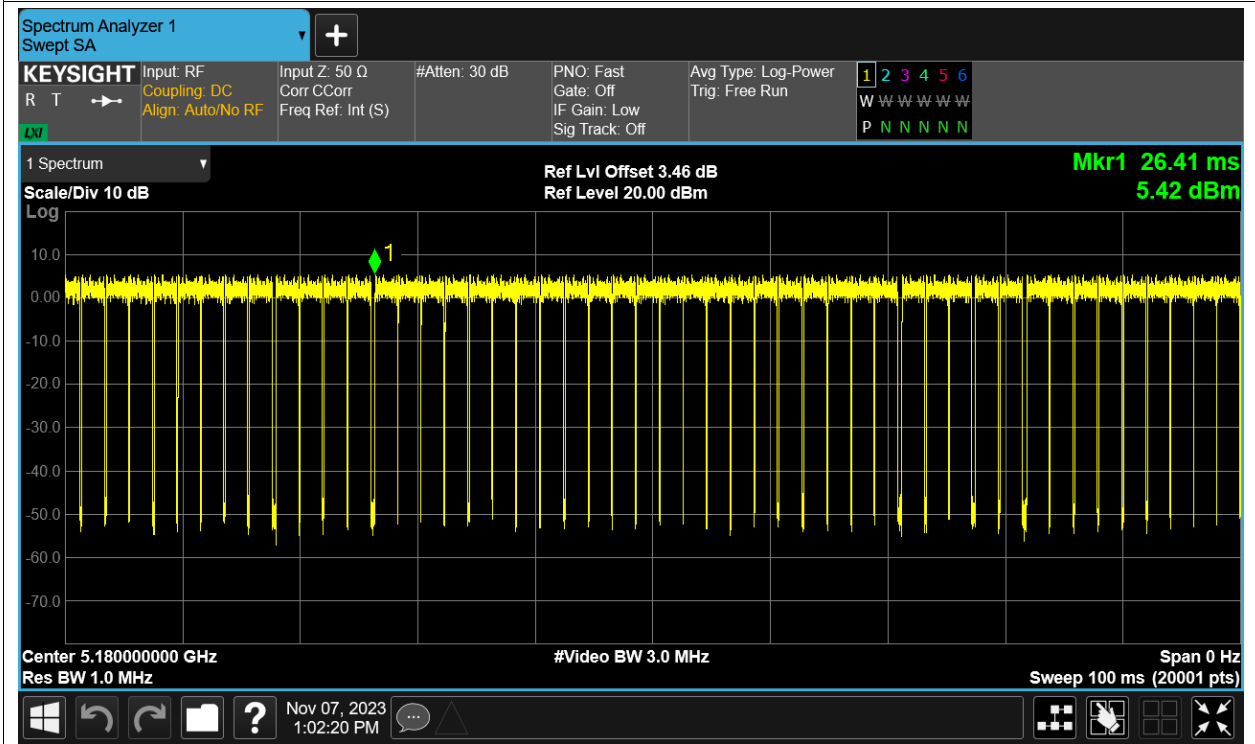 Spectrum Analyzer 1
Swept SA
+
KEYSIGHT Input: RF Input Z: 50 Ω #Atten: 30 dB PNO: Fast Avg Type: Log-Power 1 2 3 4 5 6
R T Coupling: DC Corr CCorr Gate: Off Trig: Free Run W W W W W W
Align: Auto/No RF Freq Ref: Int (S) IF Gain: Low
LXI Sig Track: Off P N N N N N
1 Spectrum
Ref Lvl Offset 3.46 dB Mkr1 26.41 ms
Scale/Div 10 dB Ref Level 20.00 dBm 5.42 dBm
Log
1
10.0
0.00
-10.0
-20.0
-30.0
-40.0
-50.0
-60.0
-70.0
Center 5.180000000 GHz #Video BW 3.0 MHz Span 0 Hz
Res BW 1.0 MHz Sweep 100 ms (20001 pts)
? Nov 07, 2023
1:02:20 PM